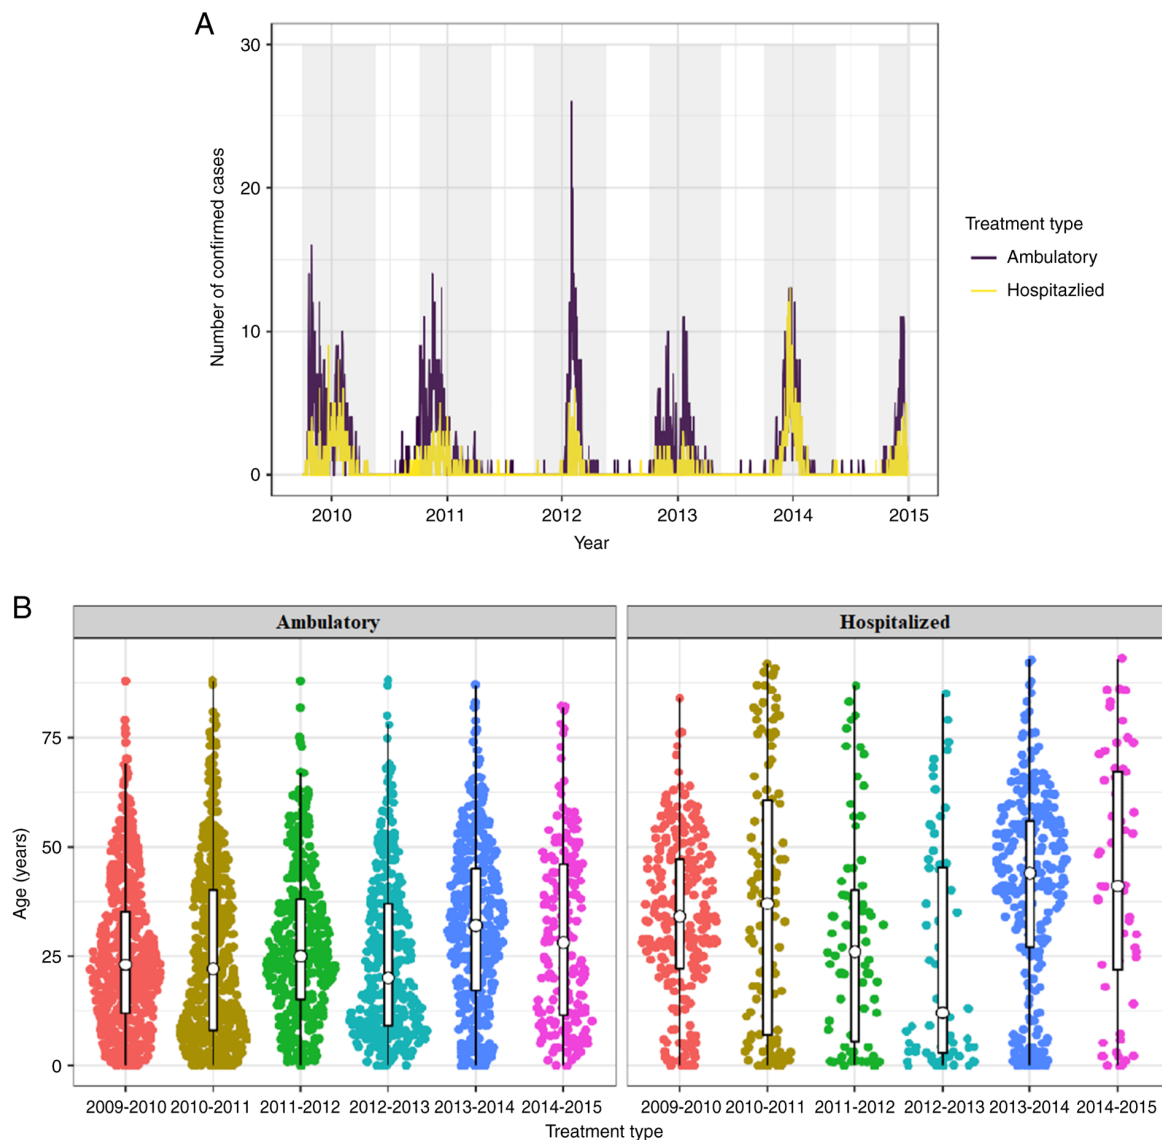 A
30
20
10
0
Number of confirmed cases
2010 2011 2012 2013 2014 2015
Year
Treatment type
Ambulatory
Hospitazlied
B
Ambulatory Hospitalized
75
50
25
0
Age (years)
2009-2010 2010-2011 2011-2012 2012-2013 2013-2014 2014-2015 2009-2010 2010-2011 2011-2012 2012-2013 2013-2014 2014-2015
Treatment type